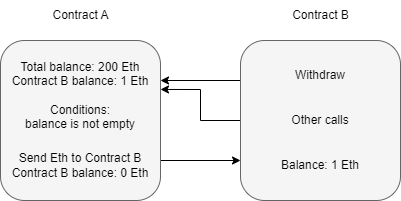 Contract A
Contract B
Total balance: 200 Eth
Contract B balance: 1 Eth
Conditions:
balance is not empty
Send Eth to Contract B
Contract B balance: 0 Eth
Withdraw
Other calls
Balance: 1 Eth